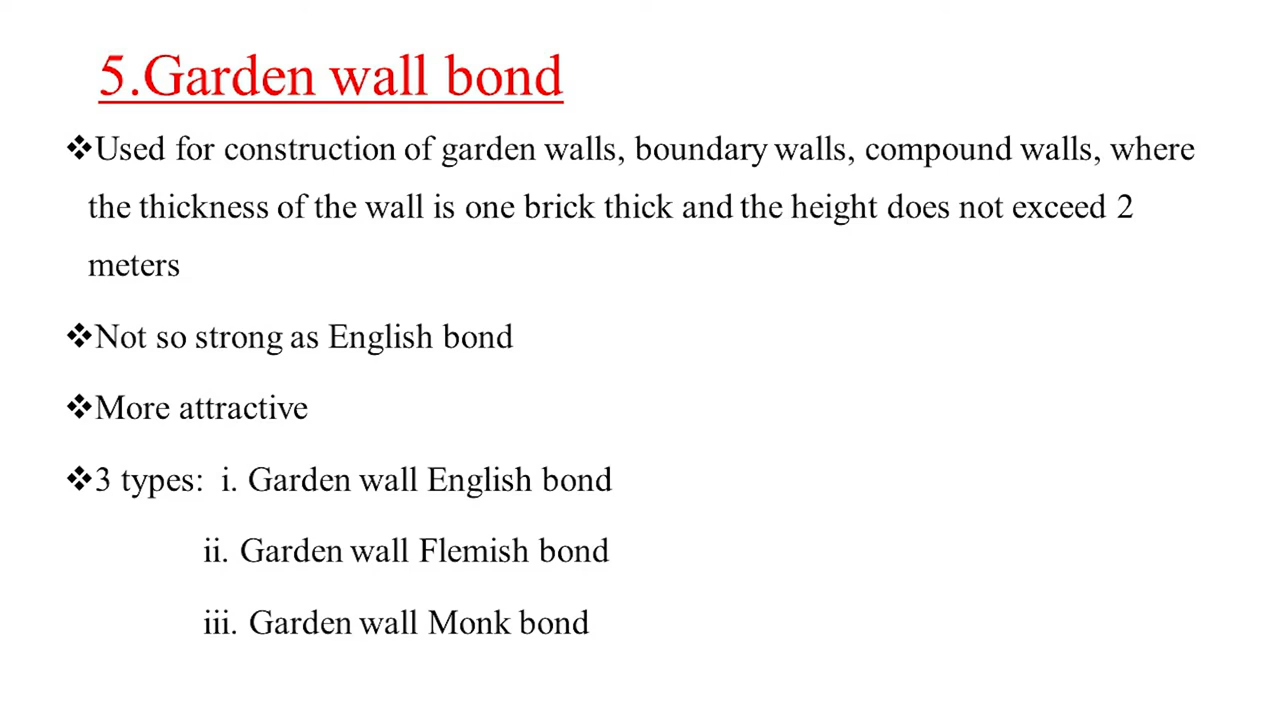 5.Garden wall bond
❖Used for construction of garden walls, boundary walls, compound walls, where
the thickness of the wall is one brick thick and the height does not exceed 2
meters
❖Not so strong as English bond
❖More attractive
❖3 types:  i. Garden wall English bond
ii. Garden wall Flemish bond
iii. Garden wall Monk bond